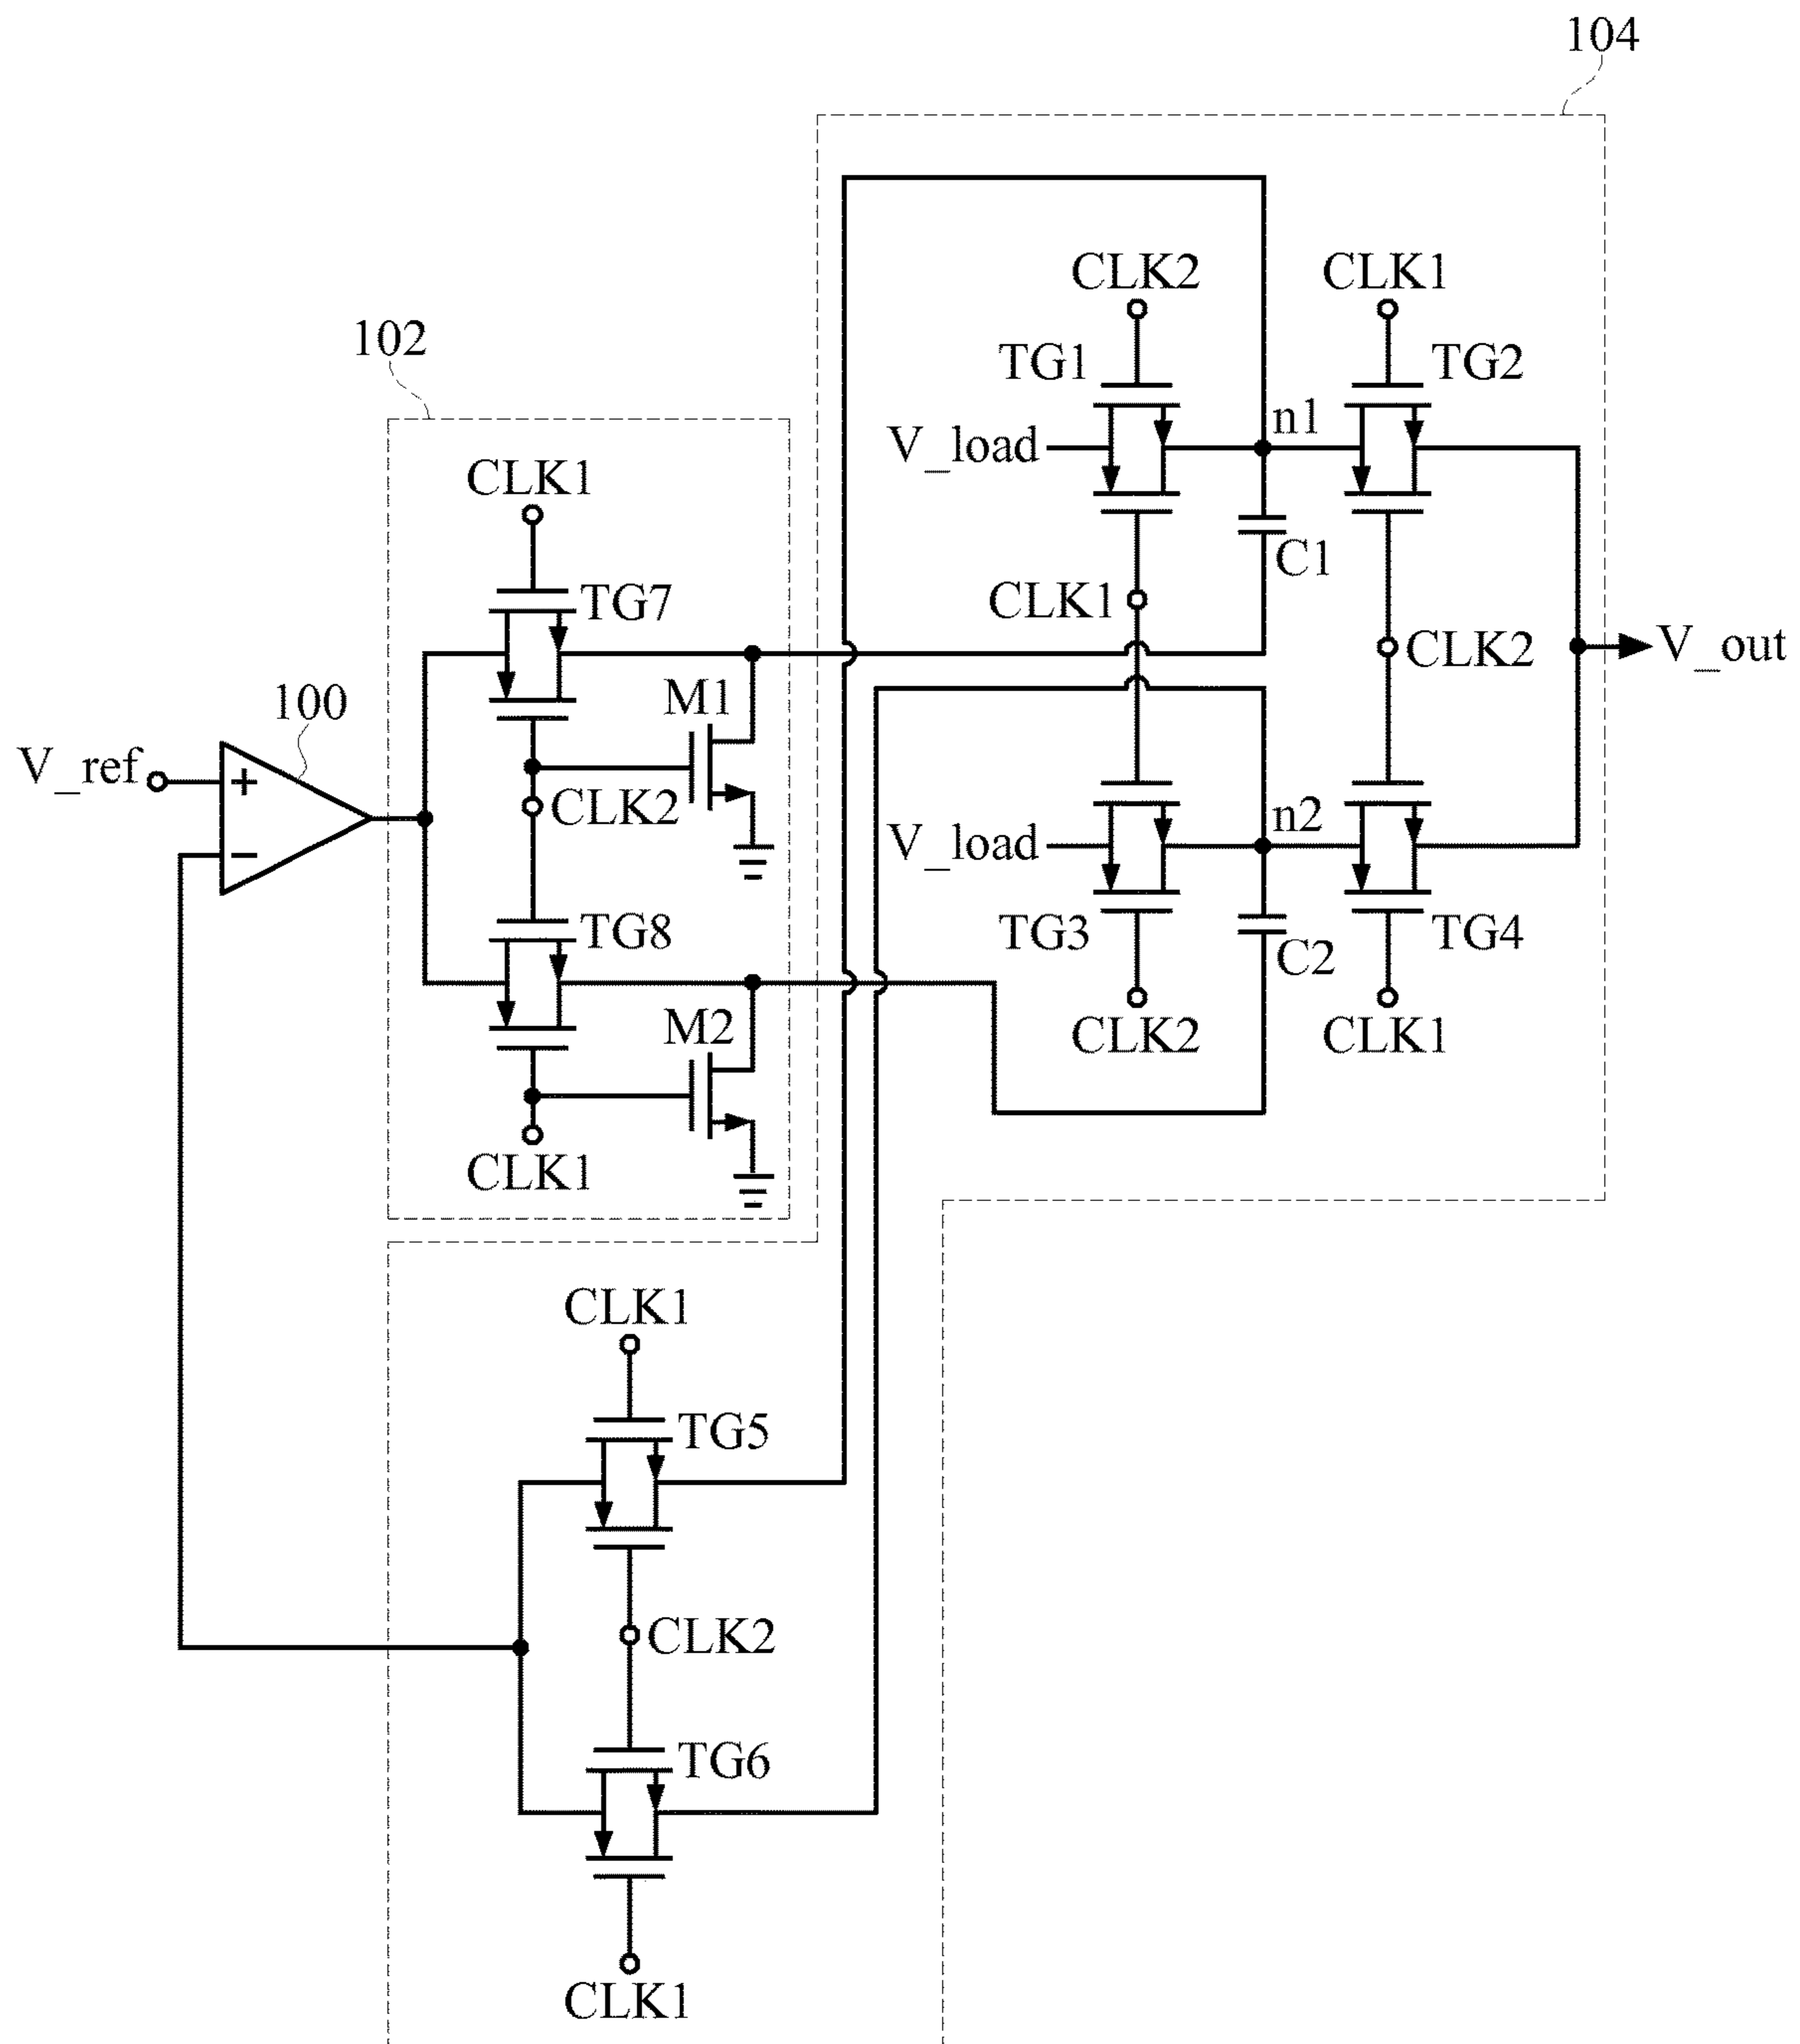 104
CLK2
CLK1
102
TG1
TG2
n1
V_load
CLK1
C1
TG7
CLK1
CLK2
V_out
100
M1
V_ref
+
CLK2
n2
−
V_load
TG8
TG3
TG4
C2
M2
CLK2
CLK1
CLK1
CLK1
TG5
CLK2
TG6
CLK1